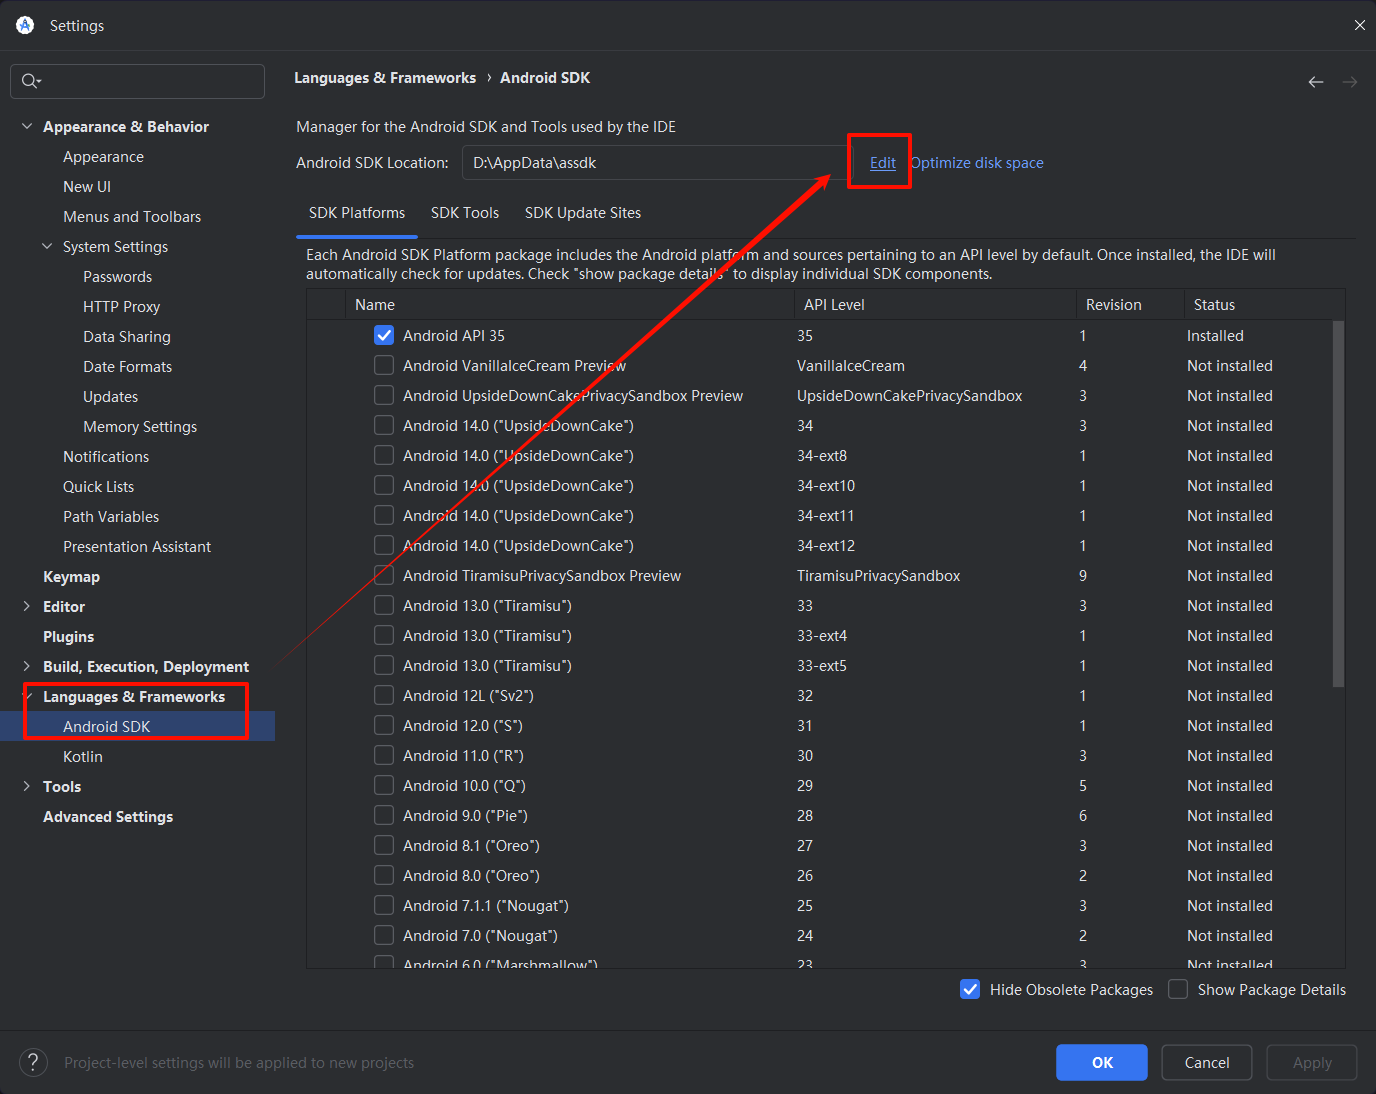 Settings
Languages & Frameworks › Android SDK
Appearance & Behavior
Appearance
New UI
Menus and Toolbars
System Settings
Passwords
HTTP Proxy
Data Sharing
Date Formats
Updates
Memory Settings
Notifications
Quick Lists
Path Variables
Presentation Assistant
Keymap
Editor
Plugins
Build, Execution, Deployment
Languages & Frameworks
Android SDK
Kotlin
Tools
Advanced Settings
Manager for the Android SDK and Tools used by the IDE
Android SDK Location: D:\AppData\assdk Edit Optimize disk space
SDK Platforms SDK Tools SDK Update Sites
Each Android SDK Platform package includes the Android platform and sources pertaining to an API level by default. Once installed, the IDE will
automatically check for updates. Check "show package details" to display individual SDK components.
Name API Level Revision Status
Android API 35 35 1 Installed
Android VanillaIceCream Preview VanillaIceCream 4 Not installed
Android UpsideDownCakePrivacySandbox Preview UpsideDownCakePrivacySandbox 3 Not installed
Android 14.0 ("UpsideDownCake") 34 3 Not installed
Android 14.0 ("UpsideDownCake") 34-ext8 1 Not installed
Android 14.0 ("UpsideDownCake") 34-ext10 1 Not installed
Android 14.0 ("UpsideDownCake") 34-ext11 1 Not installed
Android 14.0 ("UpsideDownCake") 34-ext12 1 Not installed
Android TiramisuPrivacySandbox Preview TiramisuPrivacySandbox 9 Not installed
Android 13.0 ("Tiramisu") 33 3 Not installed
Android 13.0 ("Tiramisu") 33-ext4 1 Not installed
Android 13.0 ("Tiramisu") 33-ext5 1 Not installed
Android 12L ("Sv2") 32 1 Not installed
Android 12.0 ("S") 31 1 Not installed
Android 11.0 ("R") 30 3 Not installed
Android 10.0 ("Q") 29 5 Not installed
Android 9.0 ("Pie") 28 6 Not installed
Android 8.1 ("Oreo") 27 3 Not installed
Android 8.0 ("Oreo") 26 2 Not installed
Android 7.1.1 ("Nougat") 25 3 Not installed
Android 7.0 ("Nougat") 24 2 Not installed
Android 6.0 ("Marshmallow") 23 3 Not installed
Hide Obsolete Packages Show Package Details
? Project-level settings will be applied to new projects
OK Cancel Apply